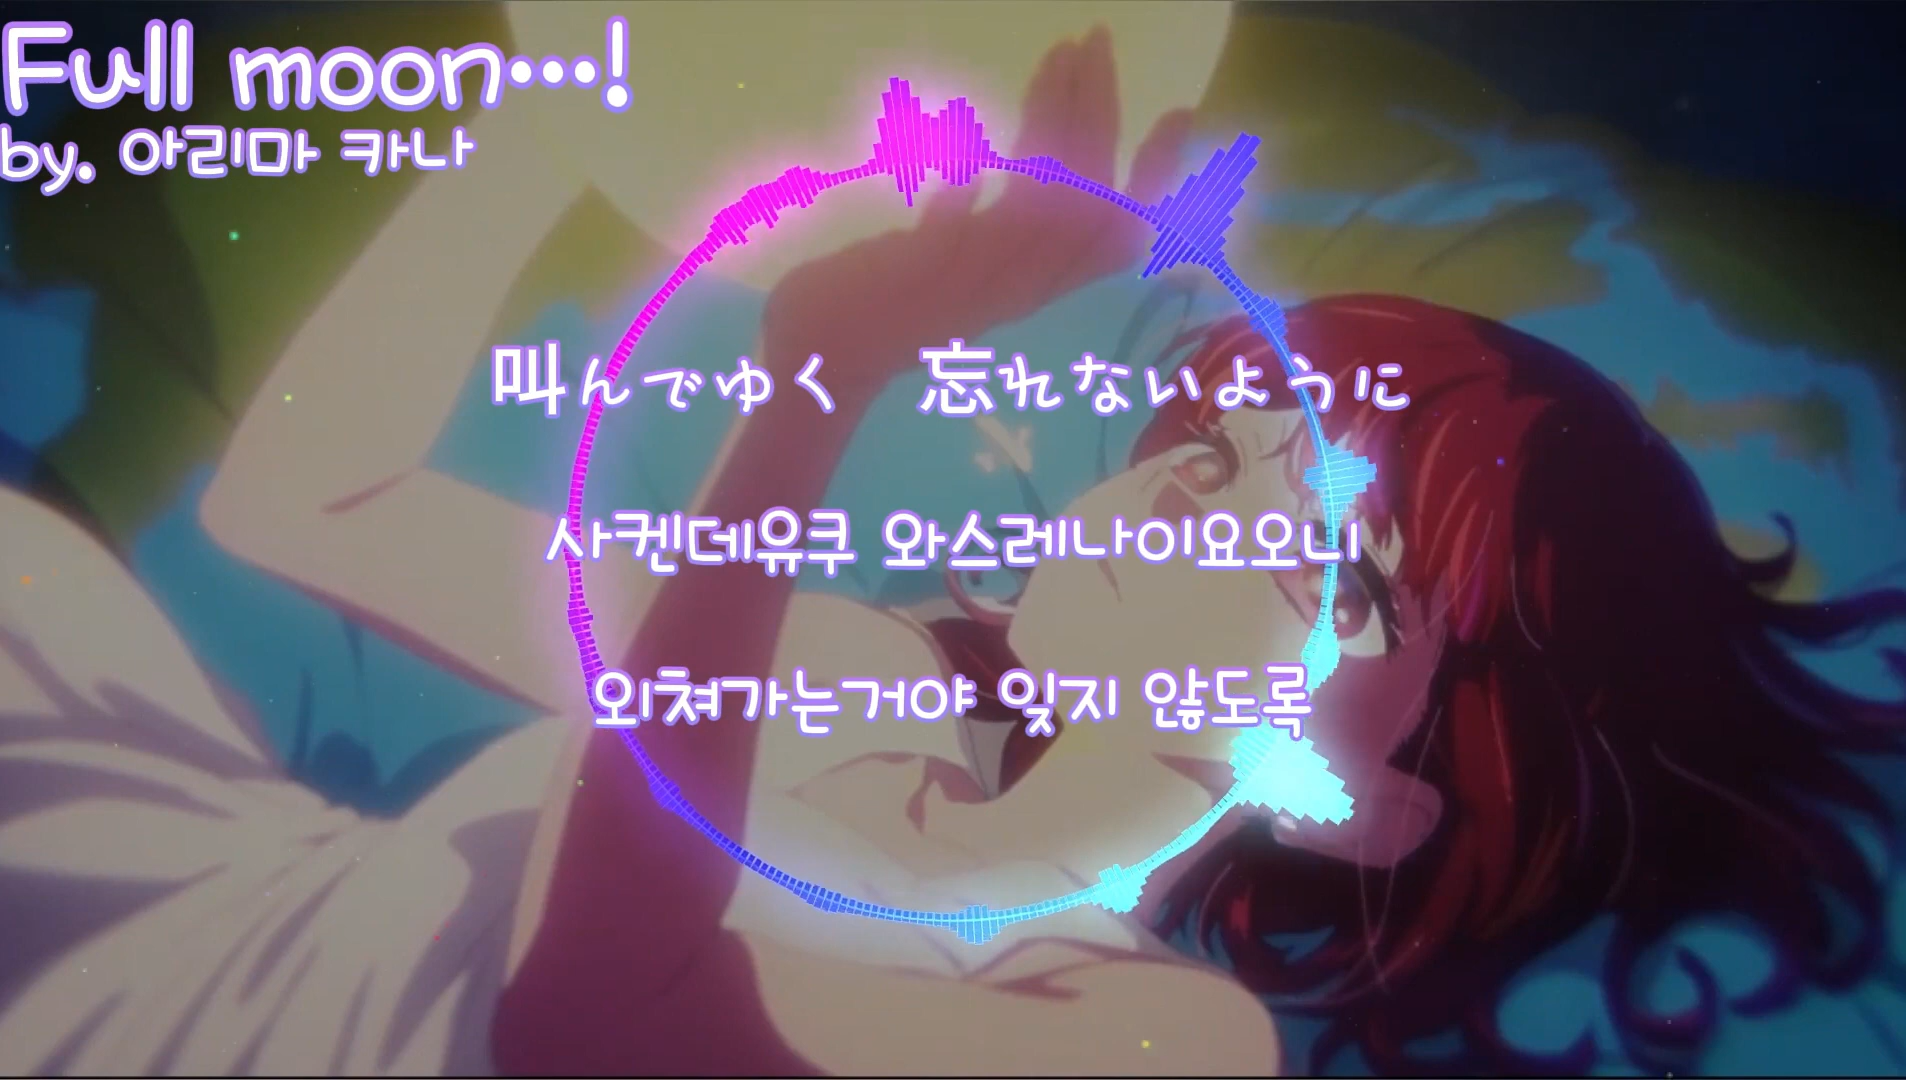 Full moon…!
by. 아리마 카나
叫んでゆく　忘れないように
사켄데유쿠 와스레나이요오니
외쳐가는거야 잊지 않도록